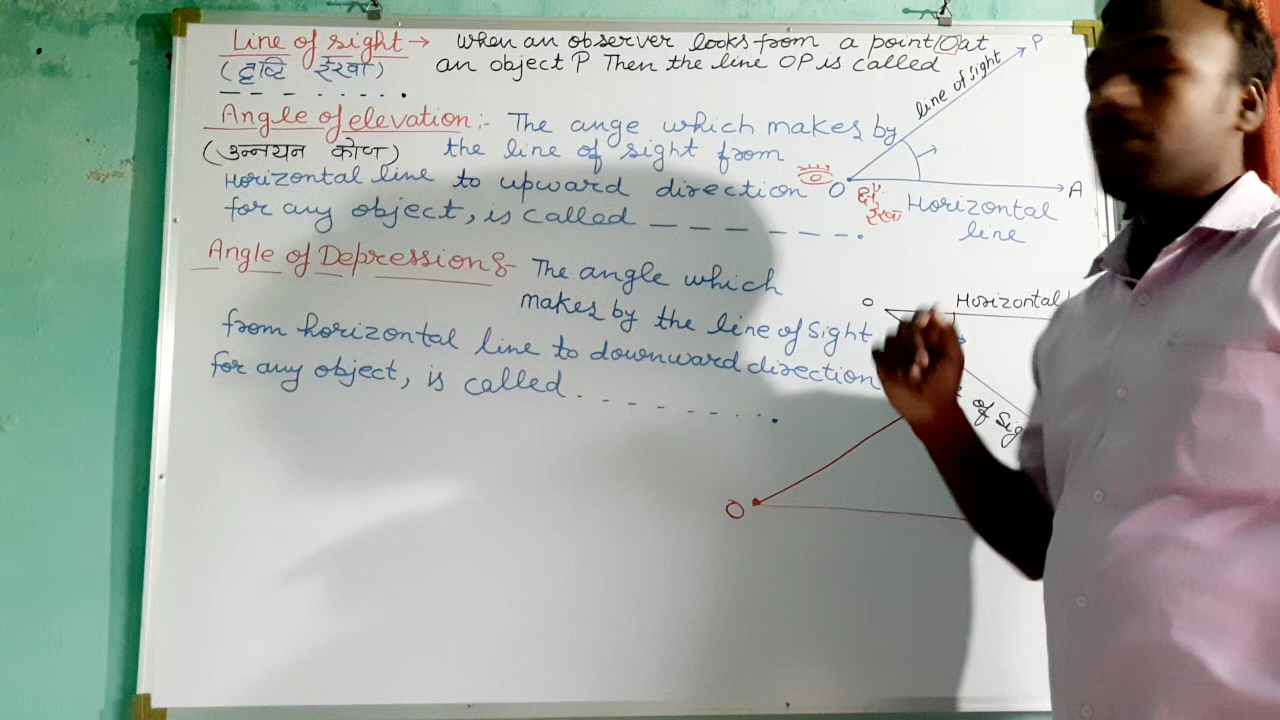 Line of sight → when an observer looks from a point O at
(दृष्टि रेखा) an object P Then the line OP is called
— — — - - - - - .
Angle of elevation :- The ange which makes by
(उन्नयन कोण) the line of sight from
Horizontal line to upward direction
for any object, is called — — — — — — — .
Angle of Depression :- The angle which
makes by the line of Sight
from horizontal line to downward direction
for any object, is called . - - - - - - - .
P
line of sight
O
A
रेखा
Horizontal
line
O
Horizontal
of Sig
O